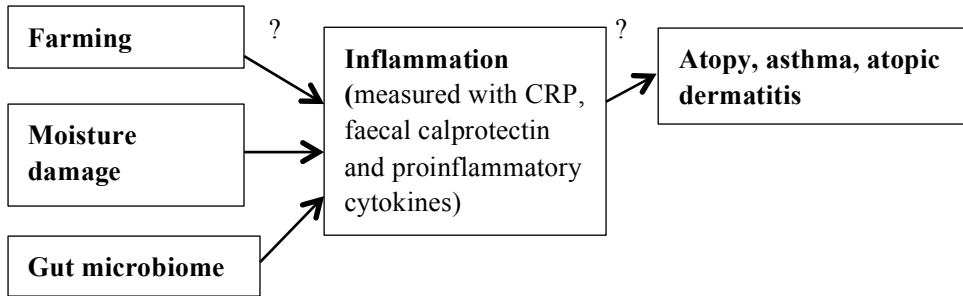 Farming
Moisture
damage
Gut microbiome
?
Inflammation
(measured with CRP,
faecal calprotectin
and proinflammatory
cytokines)
?
Atopy, asthma, atopic
dermatitis